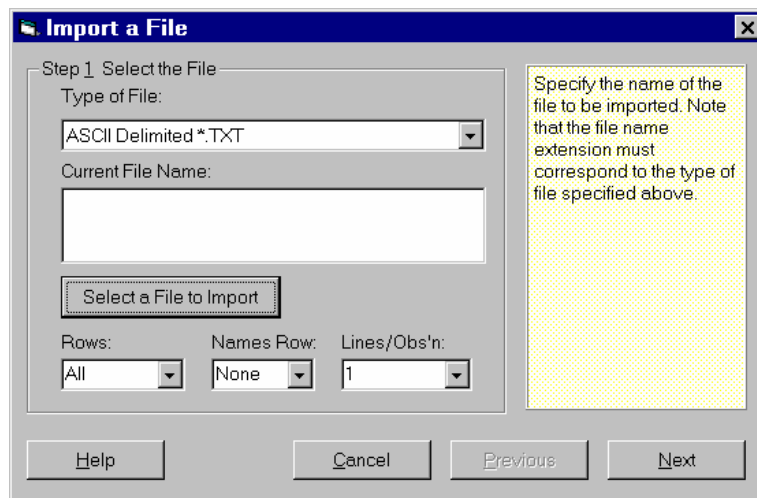 Import a File
Step 1 Select the File
Type of File:
ASCII Delimited *.TXT
Current File Name:
Select a File to Import
Rows:
Names Row:
Lines/Obs'n:
All
None
1
Specify the name of the
file to be imported. Note
that the file name
extension must
correspond to the type of
file specified above.
Help
Cancel
Previous
Next